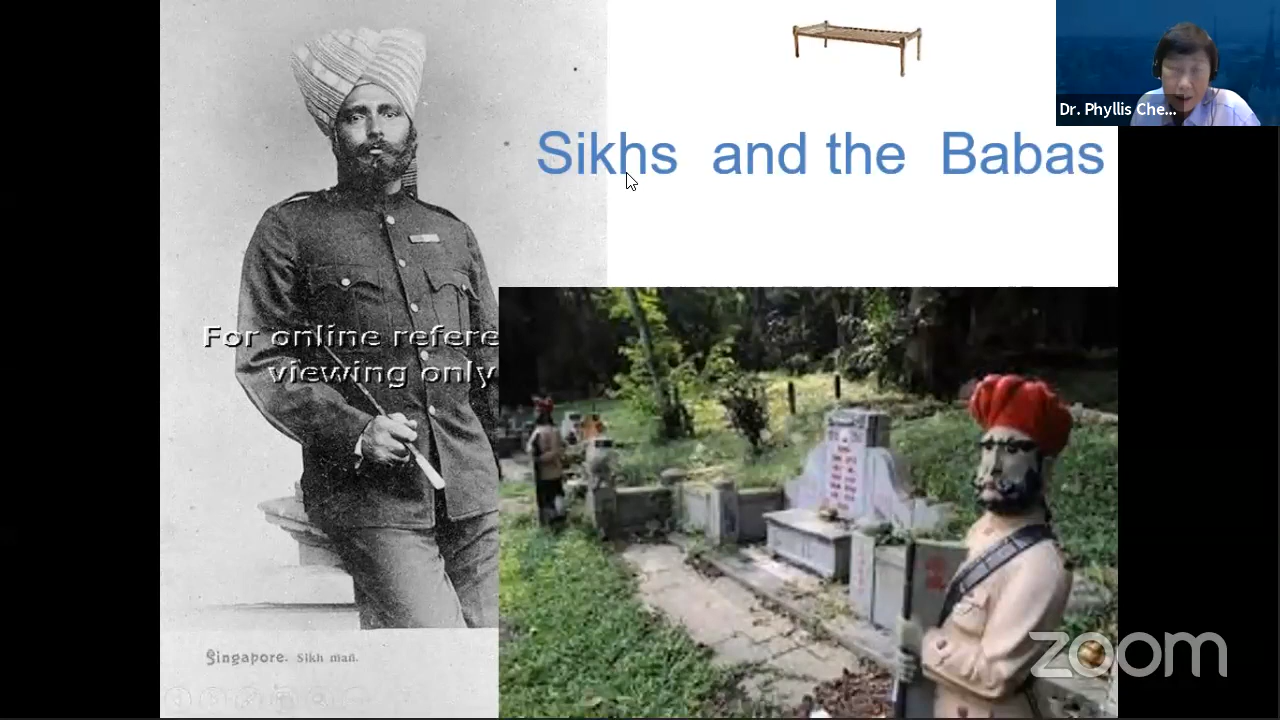 Sikhs and the Babas
Dr. Phyllis Che...
For online refere
viewing only
Singapore. Sikh man.
zoom